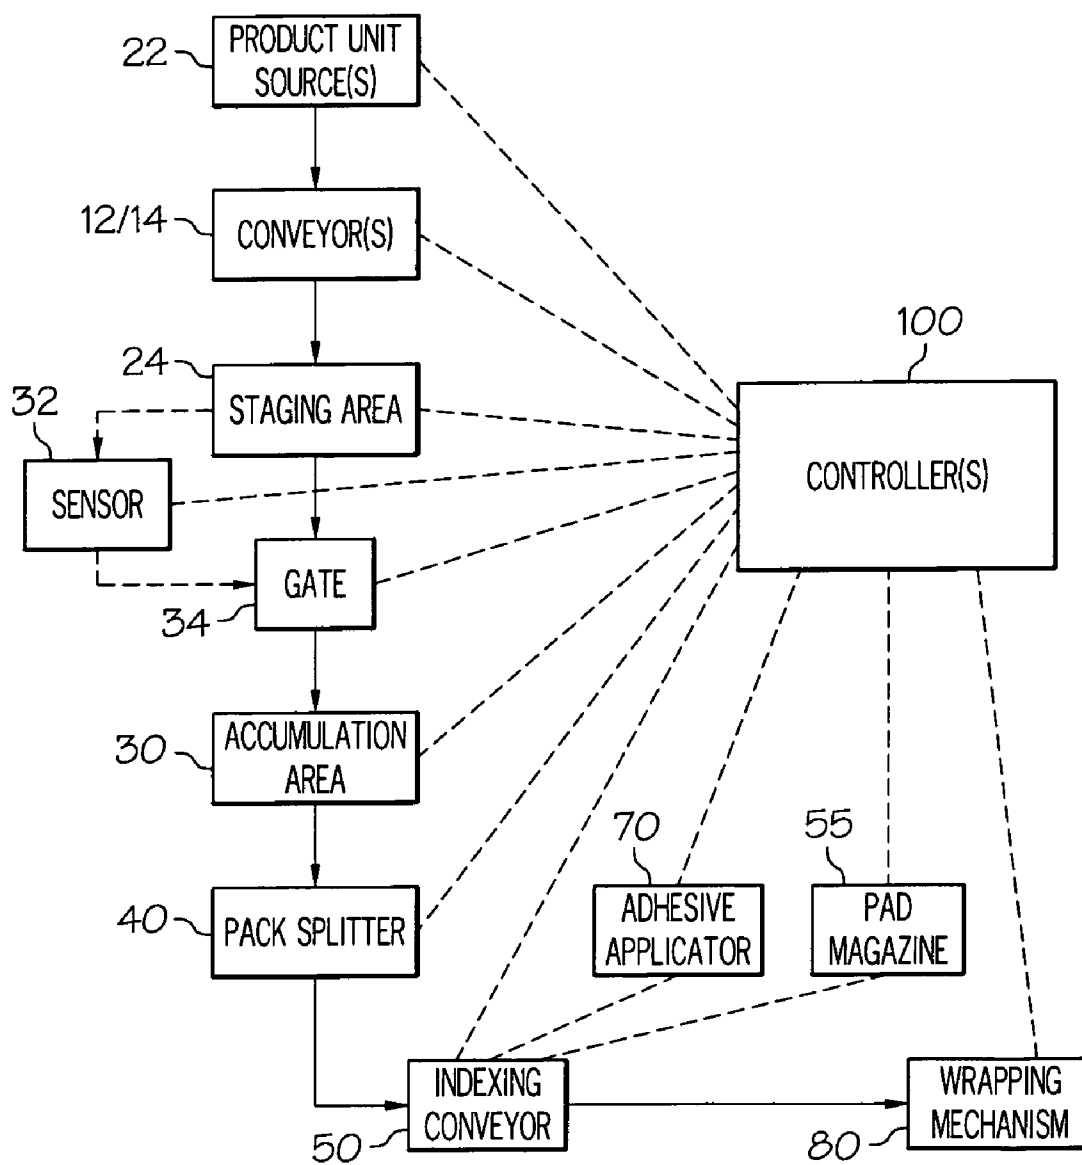 22
PRODUCT UNIT
SOURCE(S)
12/14
CONVEYOR(S)
24
STAGING AREA
100
CONTROLLER(S)
32
SENSOR
GATE
34
30
ACCUMULATION
AREA
40
PACK SPLITTER
70
ADHESIVE
APPLICATOR
55
PAD
MAGAZINE
INDEXING
CONVEYOR
50
WRAPPING
MECHANISM
80